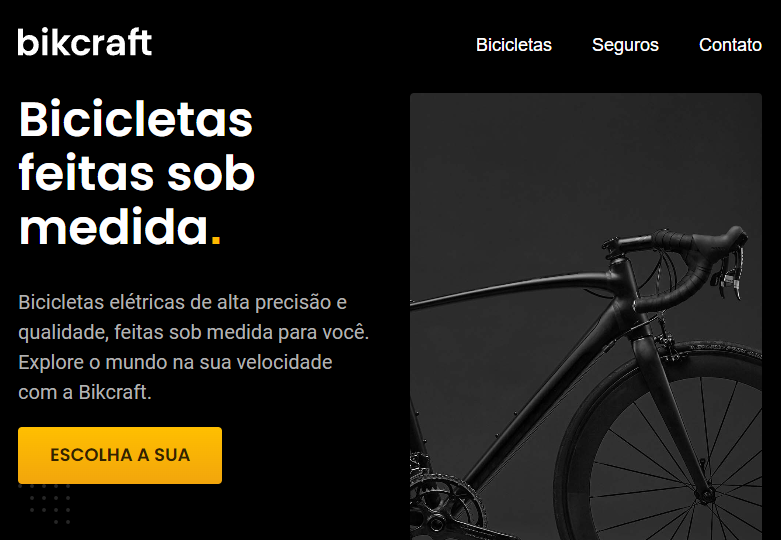 bikcraft
Bicicletas Seguros Contato
Bicicletas
feitas sob
medida.
Bicicletas elétricas de alta precisão e
qualidade, feitas sob medida para você.
Explore o mundo na sua velocidade
com a Bikcraft.
ESCOLHA A SUA